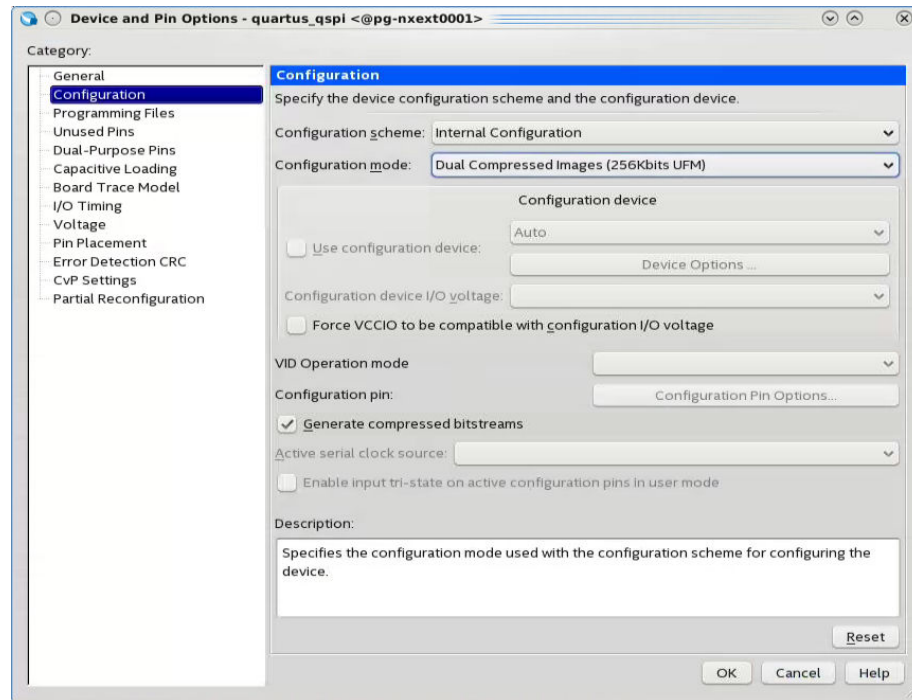 Device and Pin Options - quartus_qspi <@pg-nxext0001>
Category:
General
Configuration
Programming Files
Unused Pins
Dual-Purpose Pins
Capacitive Loading
Board Trace Model
I/O Timing
Voltage
Pin Placement
Error Detection CRC
CvP Settings
Partial Reconfiguration
Configuration
Specify the device configuration scheme and the configuration device.
Configuration scheme: Internal Configuration
Configuration mode: Dual Compressed Images (256Kbits UFM)
Configuration device
Use configuration device: Auto
Device Options ...
Configuration device I/O voltage:
Force VCCIO to be compatible with configuration I/O voltage
VID Operation mode
Configuration pin: Configuration Pin Options...
Generate compressed bitstreams
Active serial clock source:
Enable input tri-state on active configuration pins in user mode
Description:
Specifies the configuration mode used with the configuration scheme for configuring the
device.
Reset
OK Cancel Help